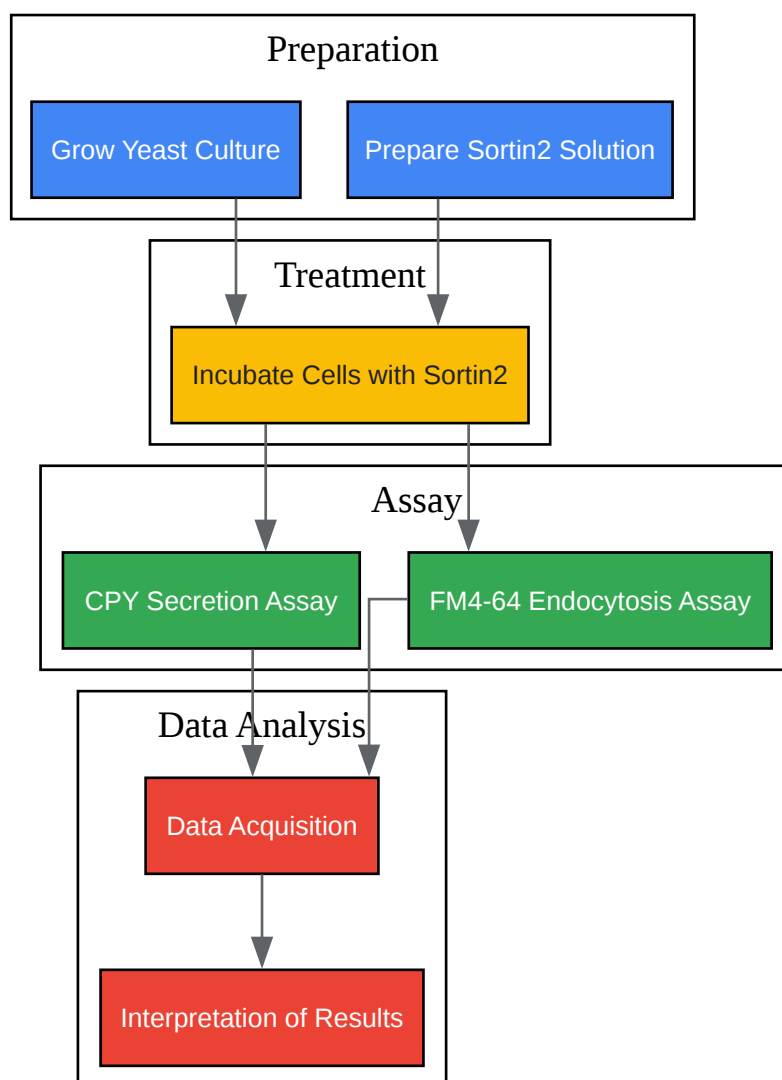 Preparation
Grow Yeast Culture
Prepare Sortin2 Solution
Treatment
Incubate Cells with Sortin2
Assay
CPY Secretion Assay
FM4-64 Endocytosis Assay
Data Analysis
Data Acquisition
Interpretation of Results